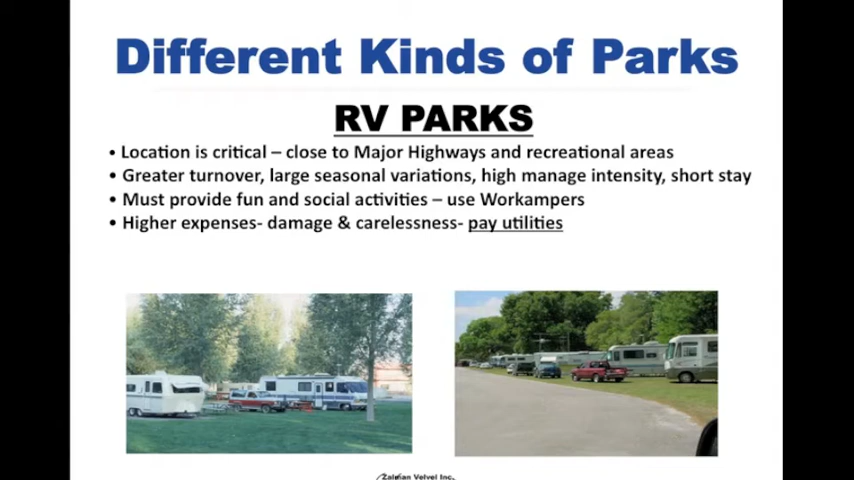 Different Kinds of Parks
RV PARKS
• Location is critical – close to Major Highways and recreational areas
• Greater turnover, large seasonal variations, high manage intensity, short stay
• Must provide fun and social activities – use Workampers
• Higher expenses- damage & carelessness- pay utilities
Velvel Inc.